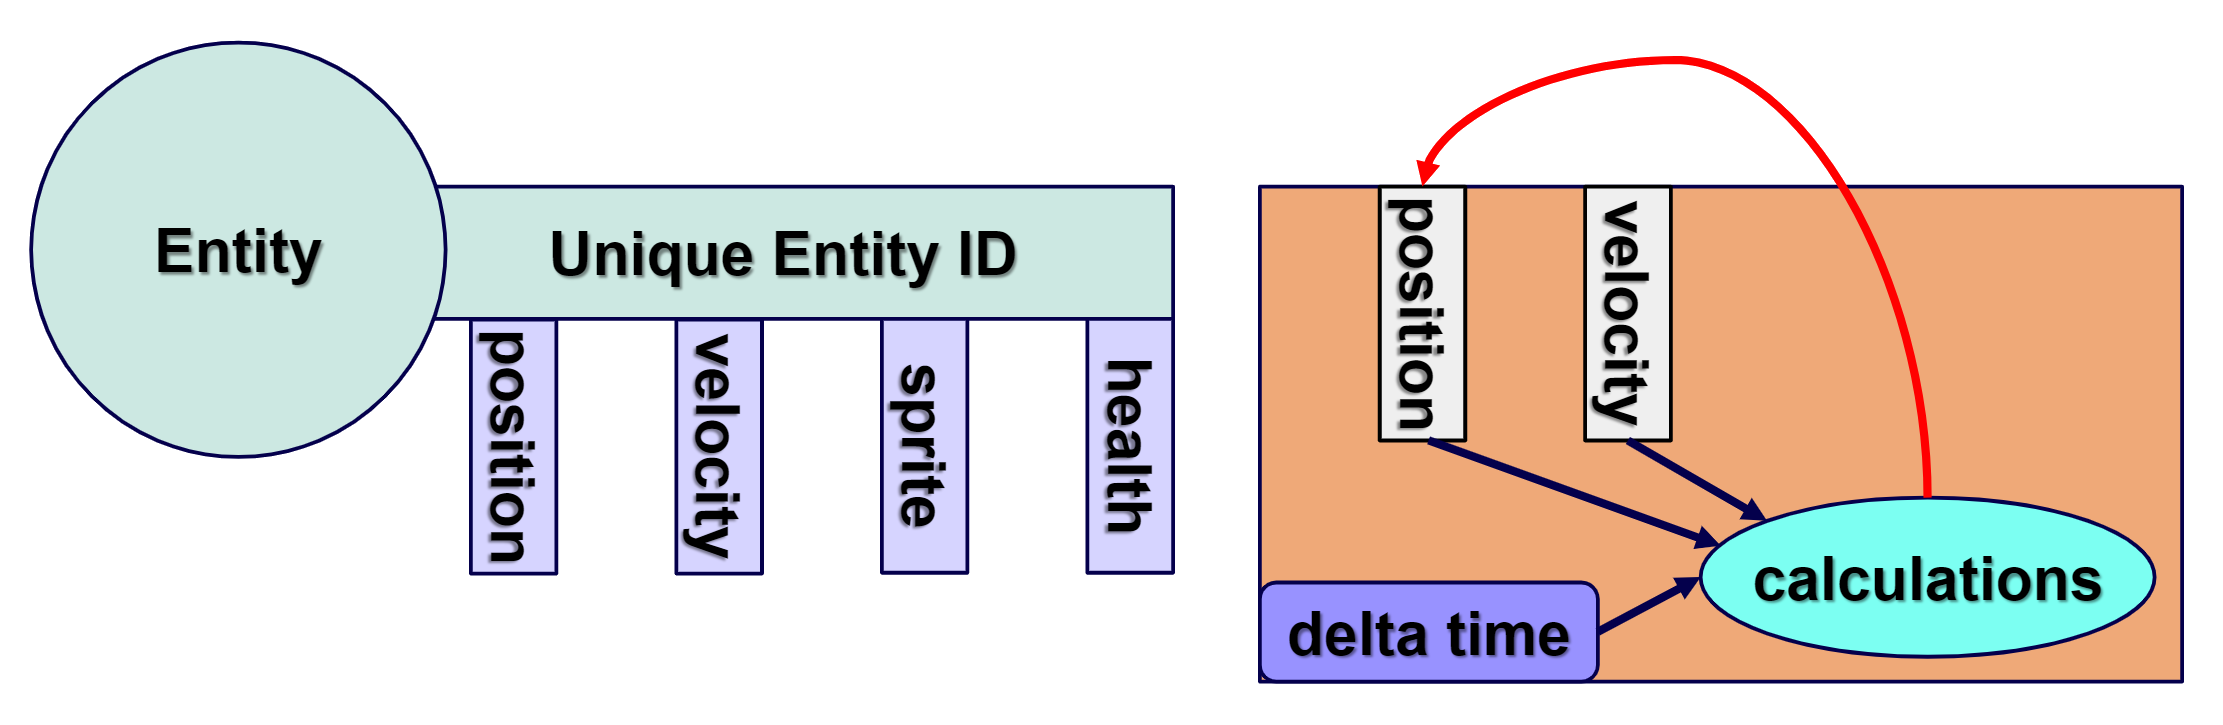 Entity
Unique Entity ID
position
velocity
sprite
health
position
velocity
delta time
calculations